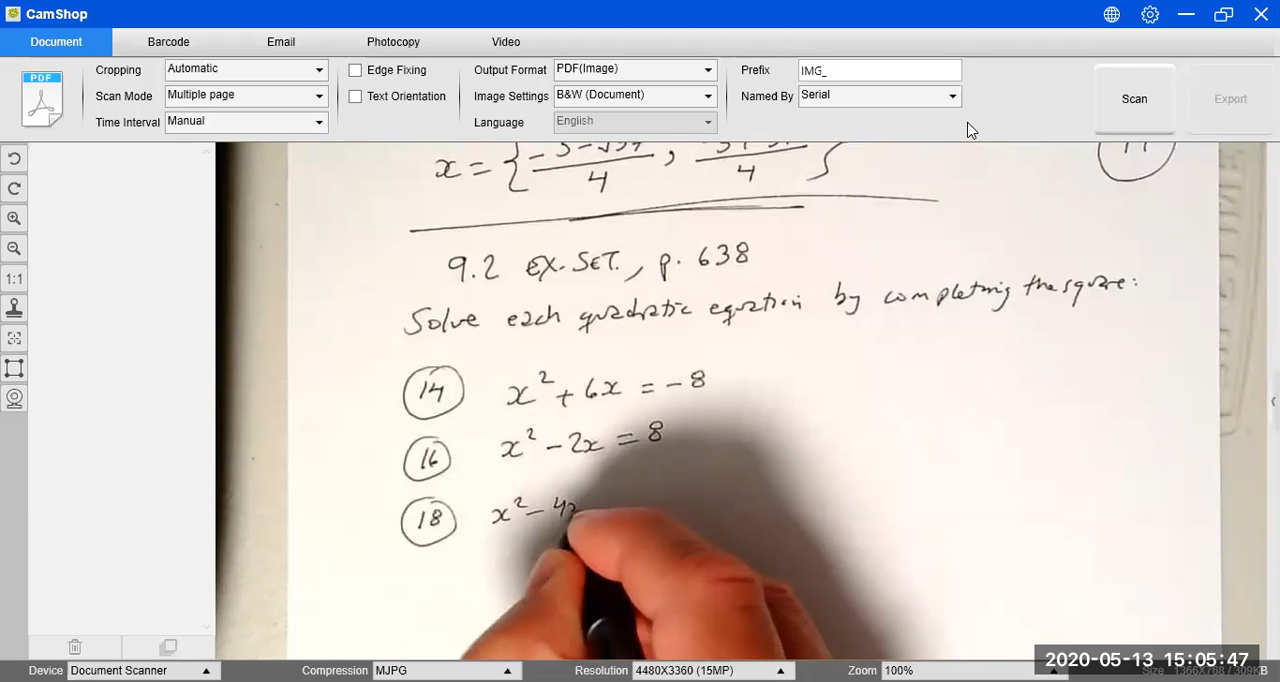 CamShop
Document Barcode Email Photocopy Video
PDF
Cropping Automatic Edge Fixing Output Format PDF(Image) Prefix IMG_
Scan Mode Multiple page Text Orientation Image Settings B&W (Document) Named By Serial
Time Interval Manual Language English
Scan Export
1:1
x = { 4 , 4 }
9.2 EX. SET., p. 638
Solve each quadratic equation by completing the square:
14 x² + 6x = -8
16 x² - 2x = 8
18 x² - 4x
2020-05-13 15:05:47
Device Document Scanner Compression MJPG Resolution 4480X3360 (15MP) Zoom 100%